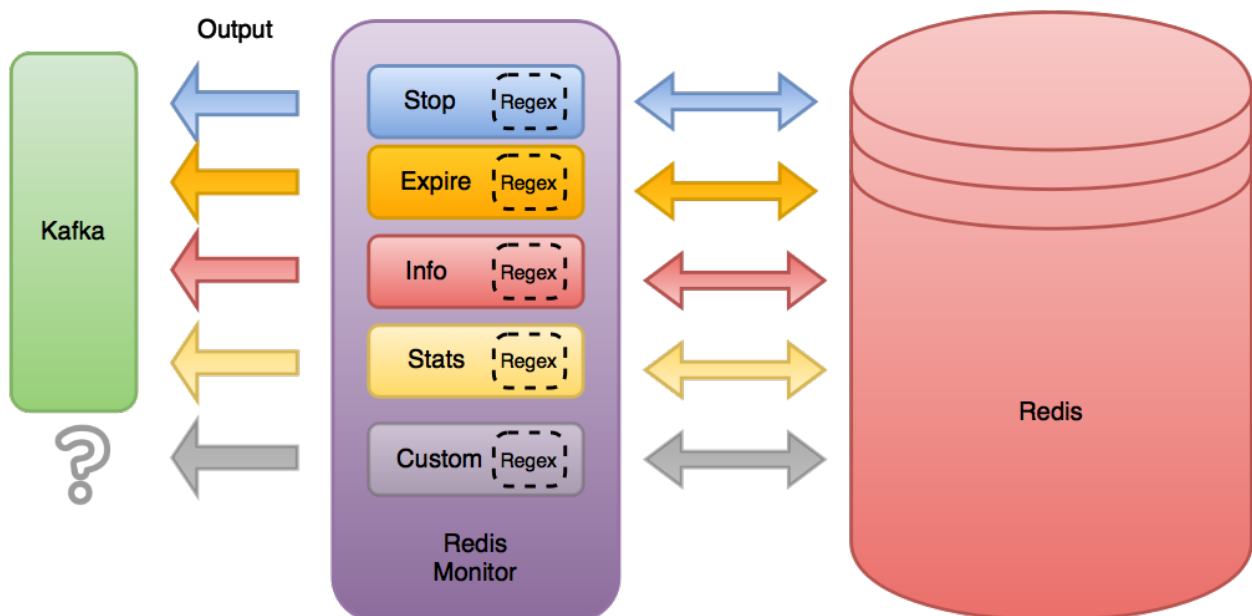 Output
Kafka
Stop
Regex
Expire
Regex
Info
Regex
Stats
Regex
Custom
Regex
Redis
Monitor
Redis
?